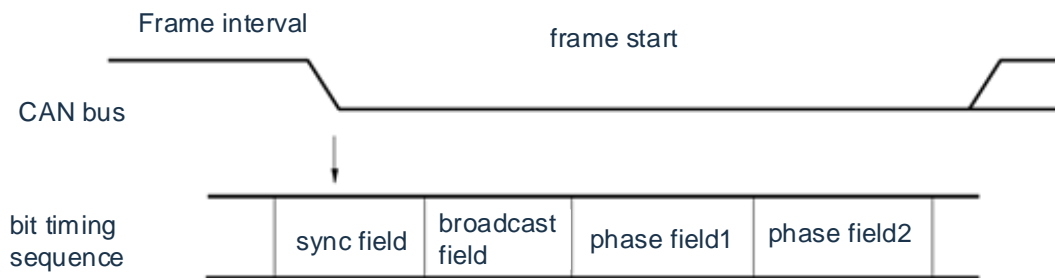 Frame interval
frame start
CAN bus
bit timing
sequence
sync field
broadcast
field
phase field1
phase field2